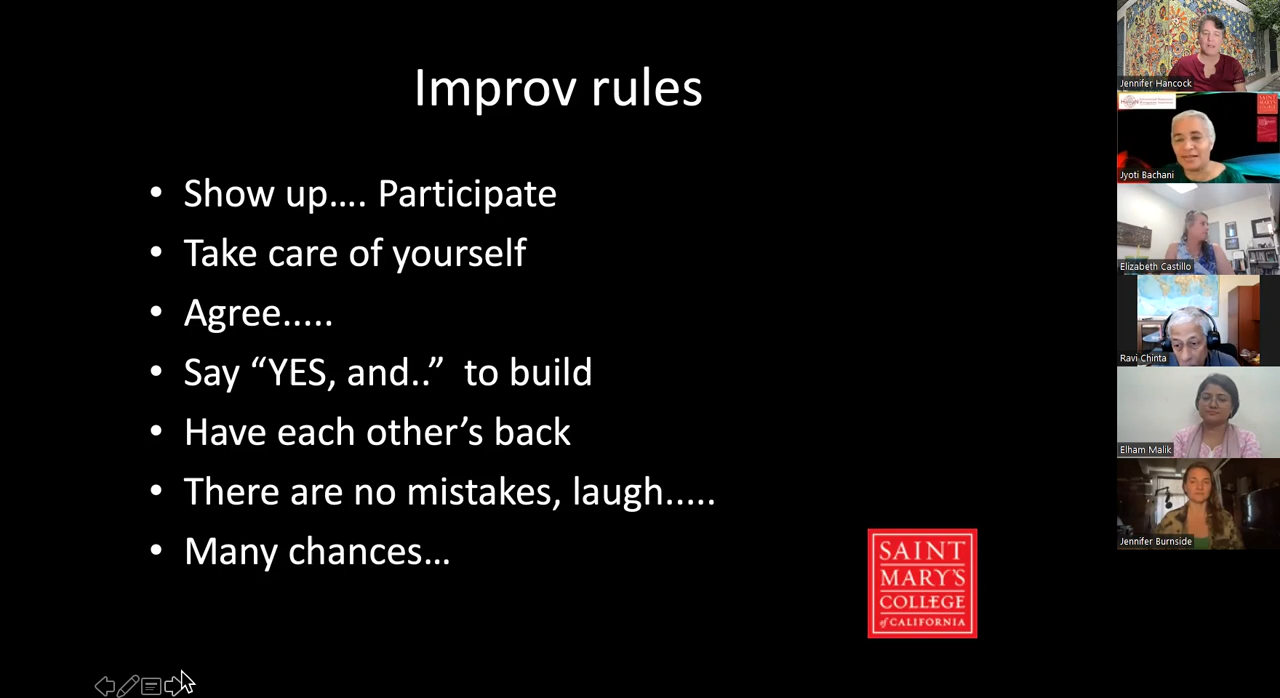 Improv rules
• Show up…. Participate
• Take care of yourself
• Agree…..
• Say “YES, and..”  to build
• Have each other’s back
• There are no mistakes, laugh…..
• Many chances…
SAINT
MARY'S
COLLEGE
of CALIFORNIA
Jennifer Hancock
Jyoti Bachani
Elizabeth Castillo
Ravi Chinta
Elham Malik
Jennifer Burnside